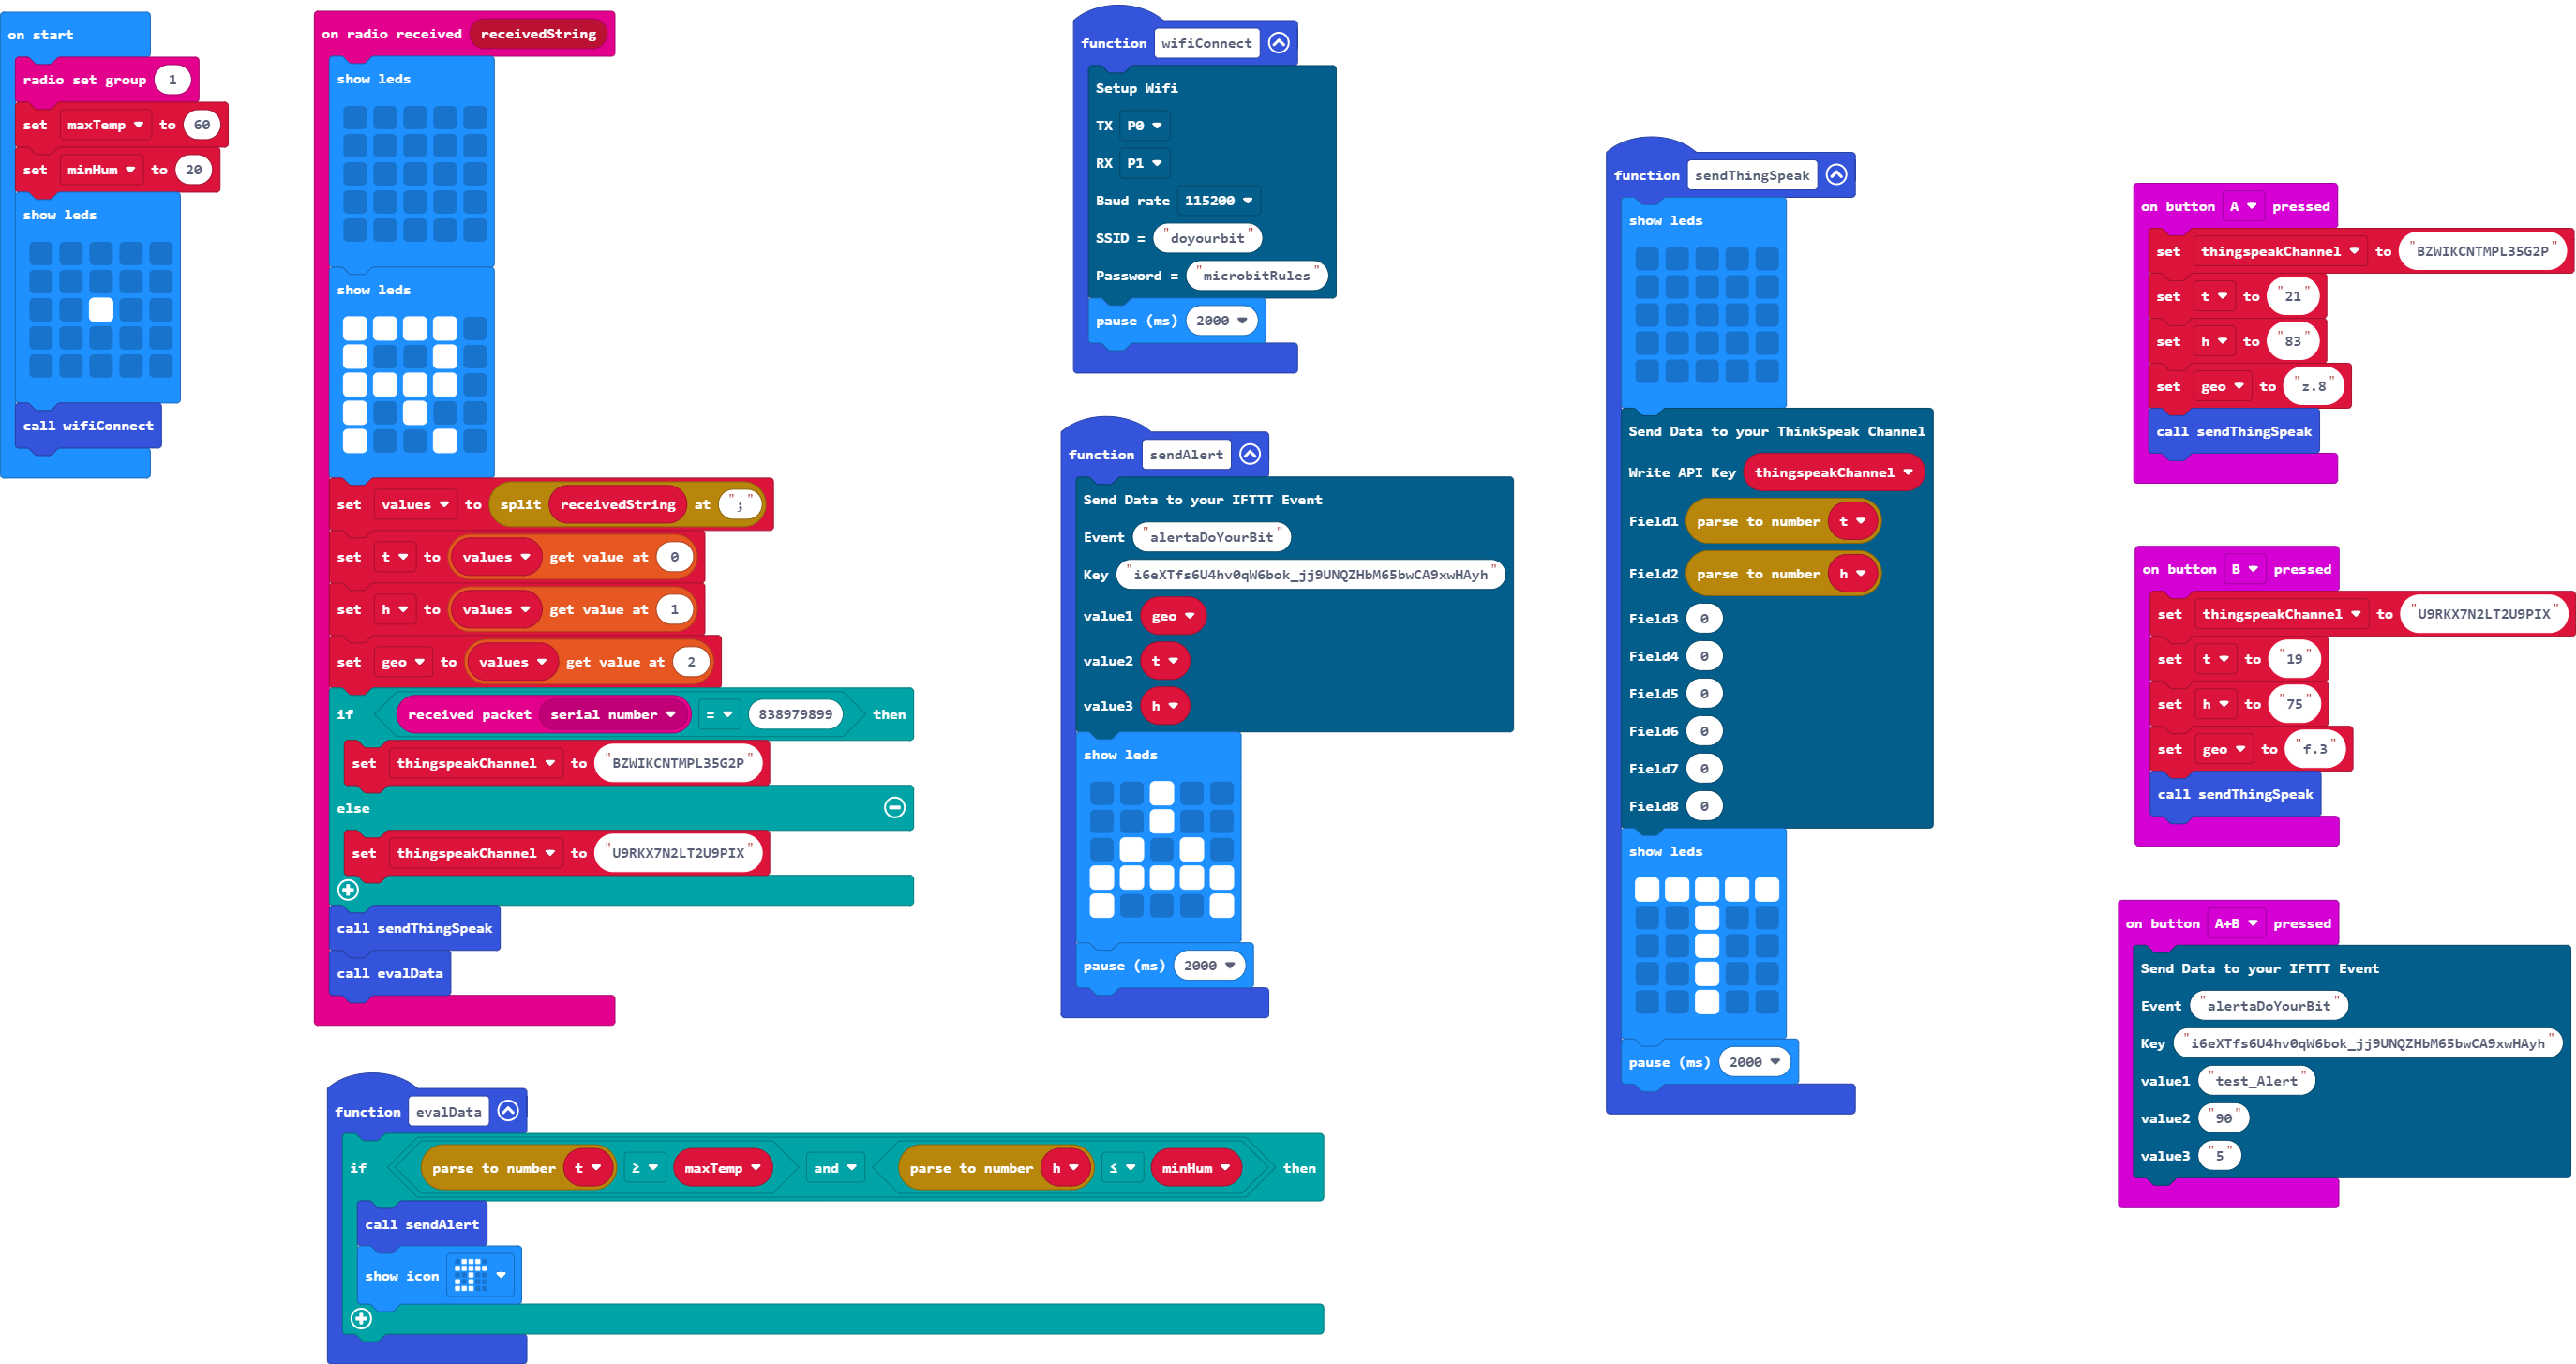 on start
radio set group 1
set maxTemp to 60
set minHum to 20
show leds
call wifiConnect
on radio received receivedString
show leds
show leds
set values to split receivedString at ";"
set t to values get value at 0
set h to values get value at 1
set geo to values get value at 2
if received packet serial number = 838979899 then
set thingspeakChannel to "BZWIKCNTMPL35G2P"
else
set thingspeakChannel to "U9RKX7N2LT2U9PIX"
call sendThingSpeak
call evalData
function evalData
if parse to number t ≥ maxTemp and parse to number h ≤ minHum then
call sendAlert
show icon
function wifiConnect
Setup Wifi
TX P0
RX P1
Baud rate 115200
SSID = "doyourbit"
Password = "microbitRules"
pause (ms) 2000
function sendAlert
Send Data to your IFTTT Event
Event "alertaDoYourBit"
Key "i6eXTfs6U4hv0qW6bok_jj9UNQZHbM65bwCA9xwHAyh"
value1 geo
value2 t
value3 h
show leds
pause (ms) 2000
function sendThingSpeak
show leds
Send Data to your ThinkSpeak Channel
Write API Key thingspeakChannel
Field1 parse to number t
Field2 parse to number h
Field3 0
Field4 0
Field5 0
Field6 0
Field7 0
Field8 0
show leds
pause (ms) 2000
on button A pressed
set thingspeakChannel to "BZWIKCNTMPL35G2P"
set t to "21"
set h to "83"
set geo to "z.8"
call sendThingSpeak
on button B pressed
set thingspeakChannel to "U9RKX7N2LT2U9PIX"
set t to "19"
set h to "75"
set geo to "f.3"
call sendThingSpeak
on button A+B pressed
Send Data to your IFTTT Event
Event "alertaDoYourBit"
Key "i6eXTfs6U4hv0qW6bok_jj9UNQZHbM65bwCA9xwHAyh"
value1 "test_Alert"
value2 "90"
value3 "5"